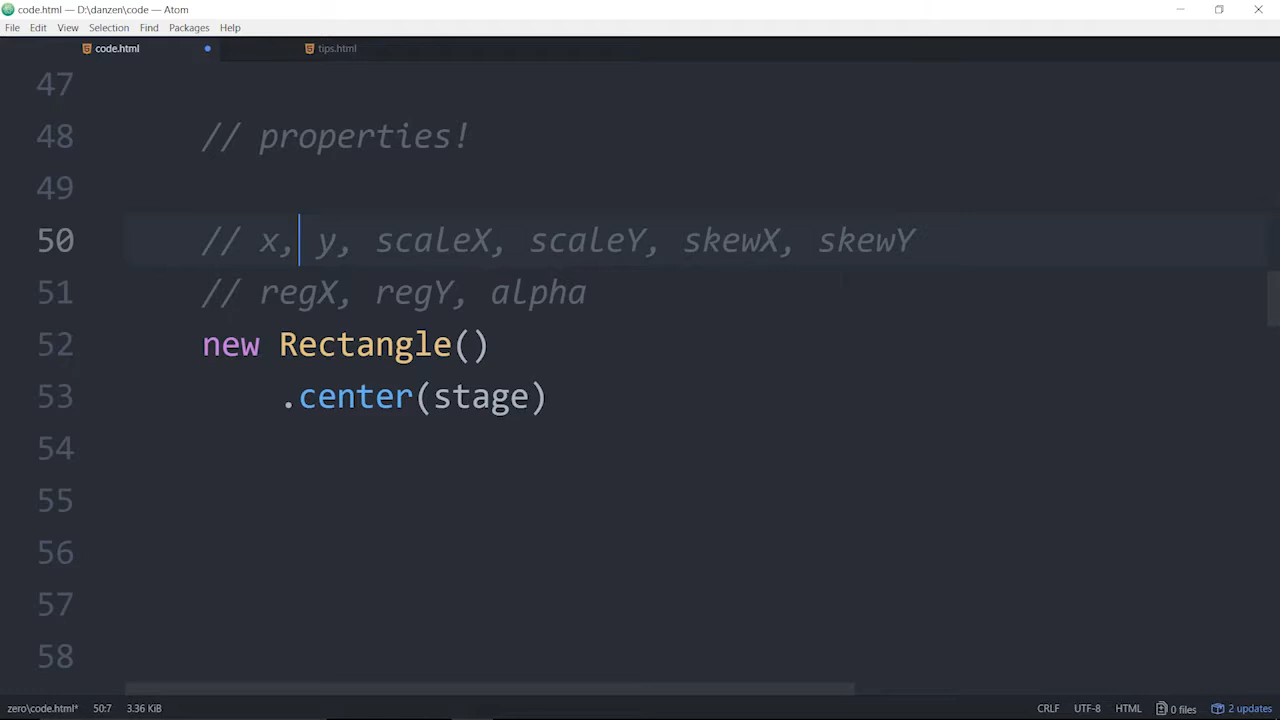 code.html — D:\danzen\code — Atom
File Edit View Selection Find Packages Help
code.html tips.html
47
48 // properties!
49
50 // x, y, scaleX, scaleY, skewX, skewY
51 // regX, regY, alpha
52 new Rectangle()
53 .center(stage)
54
55
56
57
58
zero\code.html* 50:7 3.36 KiB CRLF UTF-8 HTML 0 files 2 updates